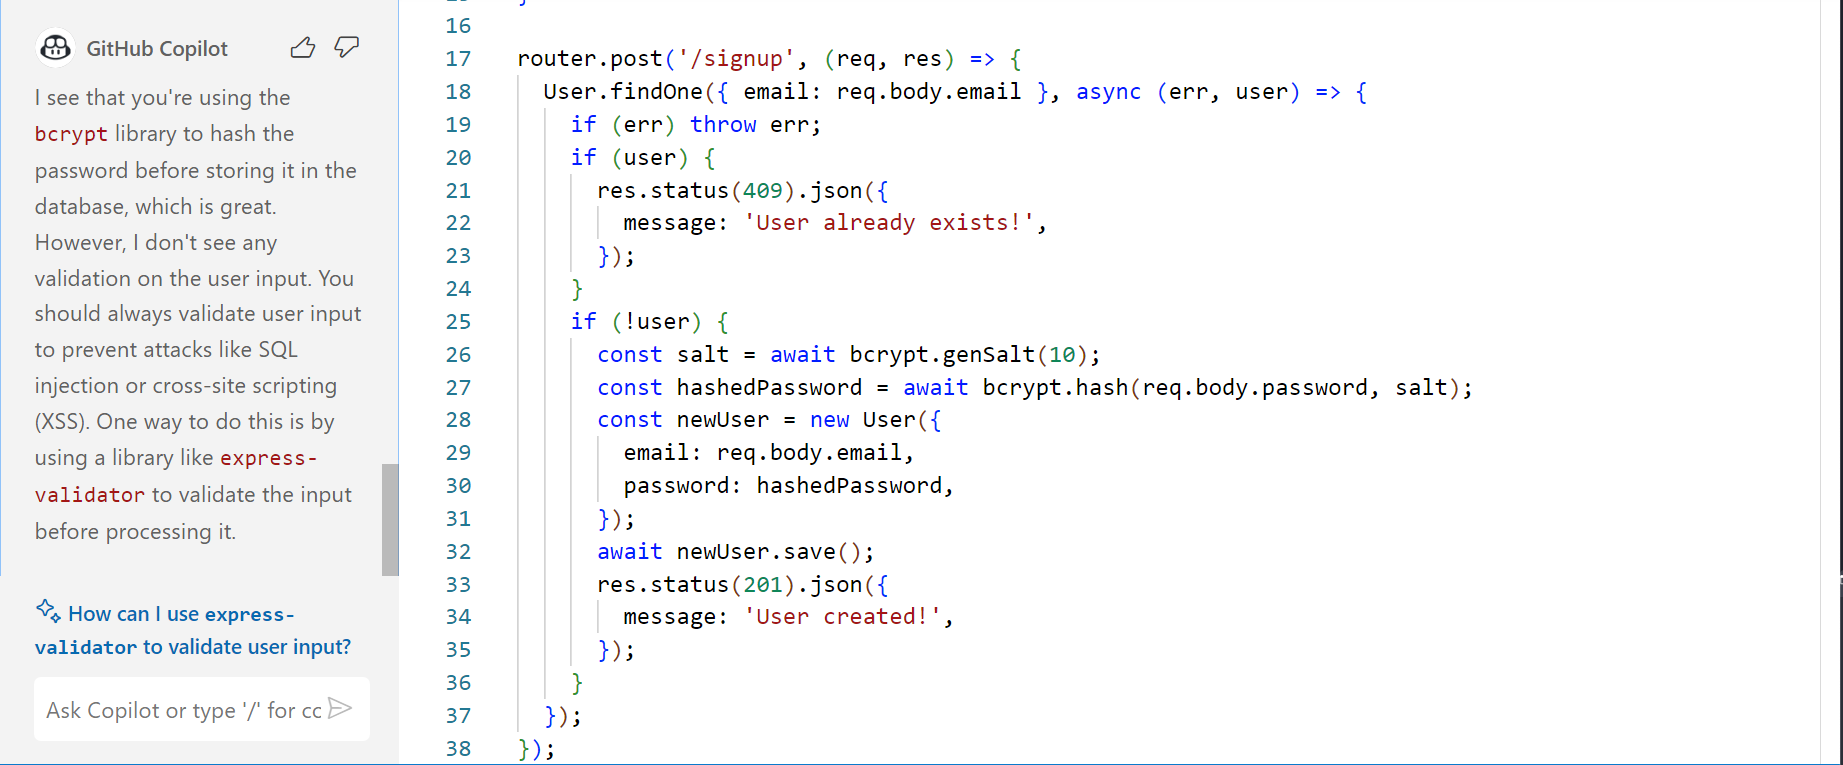 GitHub Copilot
I see that you're using the
bcrypt library to hash the
password before storing it in the
database, which is great.
However, I don't see any
validation on the user input. You
should always validate user input
to prevent attacks like SQL
injection or cross-site scripting
(XSS). One way to do this is by
using a library like express-
validator to validate the input
before processing it.
How can I use express-
validator to validate user input?
Ask Copilot or type '/' for cc
16
17 router.post('/signup', (req, res) => {
18 User.findOne({ email: req.body.email }, async (err, user) => {
19 if (err) throw err;
20 if (user) {
21 res.status(409).json({
22 message: 'User already exists!',
23 });
24 }
25 if (!user) {
26 const salt = await bcrypt.genSalt(10);
27 const hashedPassword = await bcrypt.hash(req.body.password, salt);
28 const newUser = new User({
29 email: req.body.email,
30 password: hashedPassword,
31 });
32 await newUser.save();
33 res.status(201).json({
34 message: 'User created!',
35 });
36 }
37 });
38 });